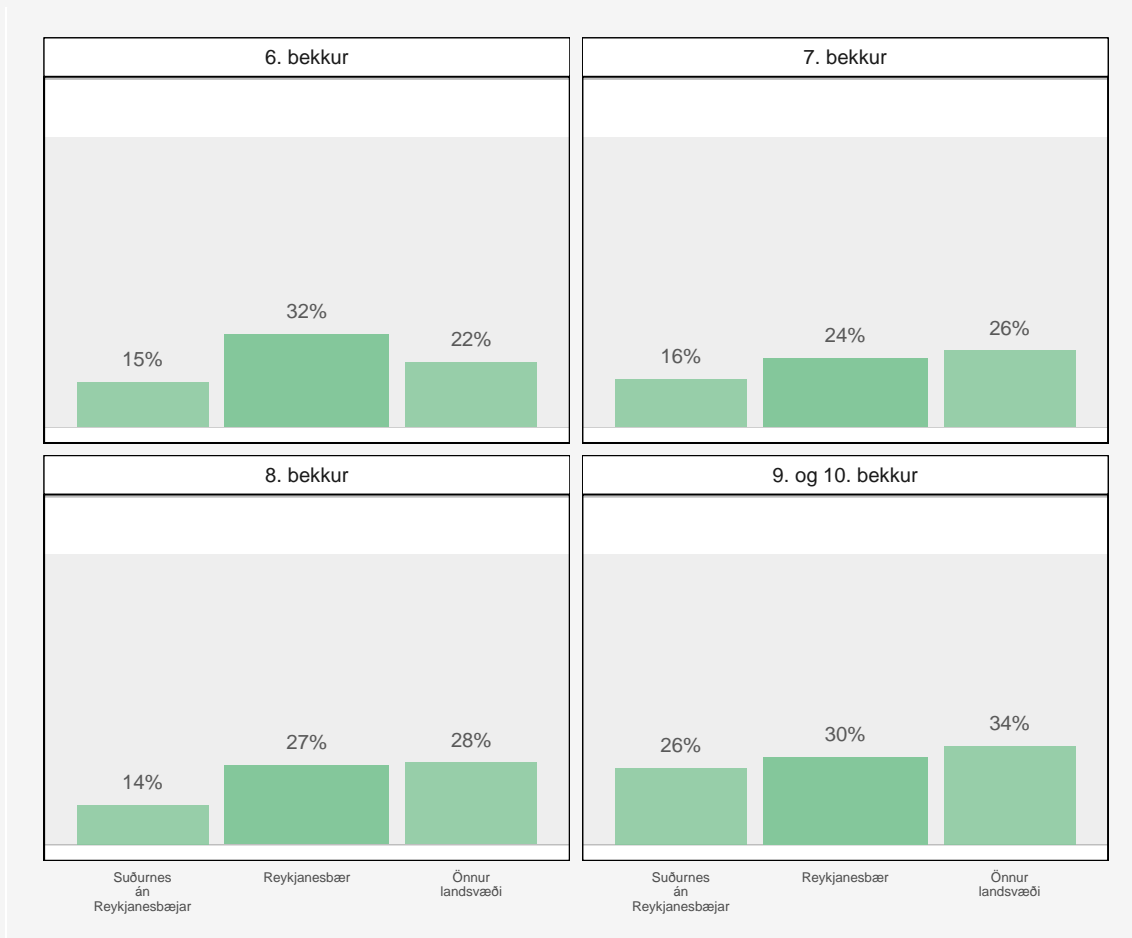 6. bekkur
15%
32%
22%
7. bekkur
16%
24%
26%
8. bekkur
14%
27%
28%
Suðurnes
án
Reykjanesbæjar
Reykjanesbær
Önnur
landsvæði
9. og 10. bekkur
26%
30%
34%
Suðurnes
án
Reykjanesbæjar
Reykjanesbær
Önnur
landsvæði